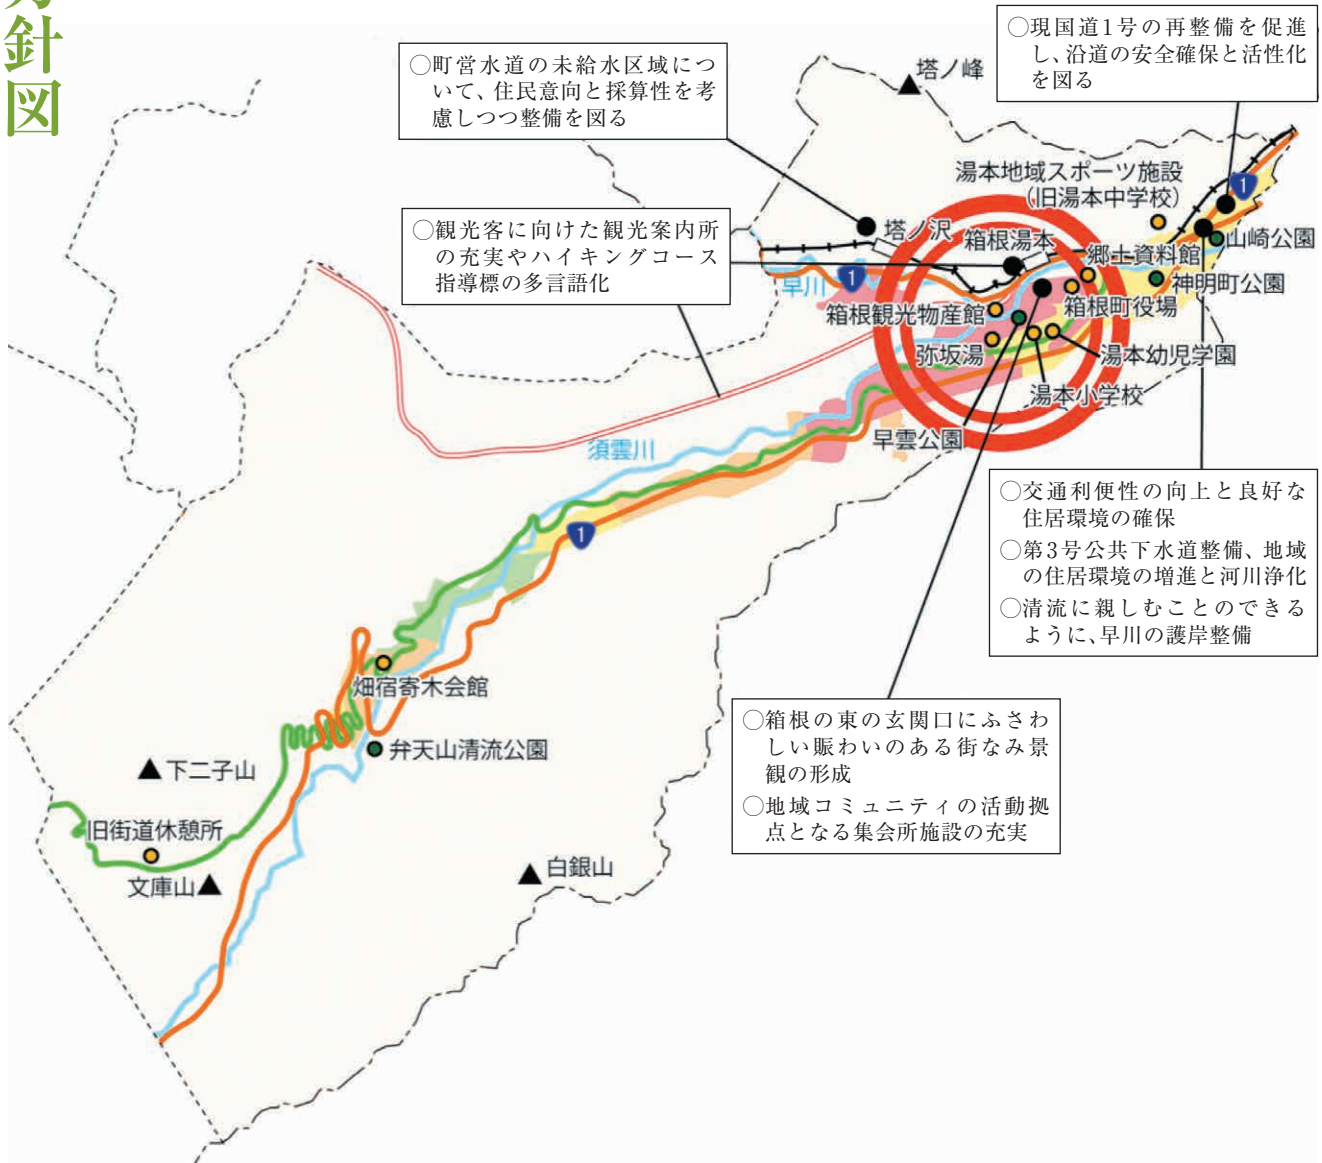 針図
○町営水道の未給水区域につ
いて、住民意向と採算性を考
慮しつつ整備を図る
○現国道1号の再整備を促進
し、沿道の安全確保と活性化
を図る
塔ノ峰
湯本地域スポーツ施設
（旧湯本中学校）
1
○観光客に向けた観光案内所
の充実やハイキングコース
指導標の多言語化
塔ノ沢
箱根湯本
山崎公園
郷土資料館
神明町公園
1
早川
箱根観光物産館
箱根町役場
弥坂湯
湯本幼児学園
湯本小学校
早雲公園
須雲川
1
○交通利便性の向上と良好な
住居環境の確保
○第3号公共下水道整備、地域
の住居環境の増進と河川浄化
○清流に親しむことのできる
ように、早川の護岸整備
畑宿寄木会館
弁天山清流公園
○箱根の東の玄関口にふさわ
しい賑わいのある街なみ景
観の形成
○地域コミュニティの活動拠
点となる集会所施設の充実
下二子山
旧街道休憩所
文庫山
白銀山